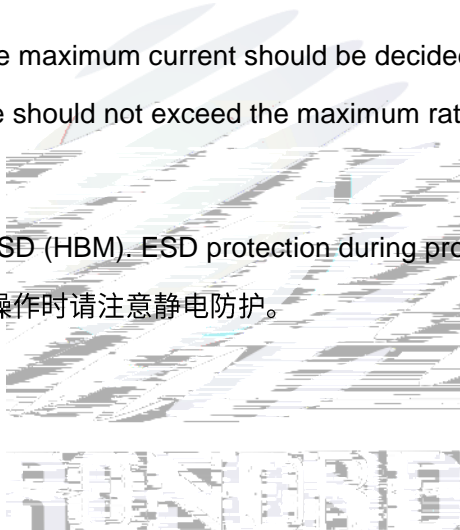 e maximum current should be decided
e should not exceed the maximum rat
SD (HBM). ESD protection during pro
操作时请注意静电防护。